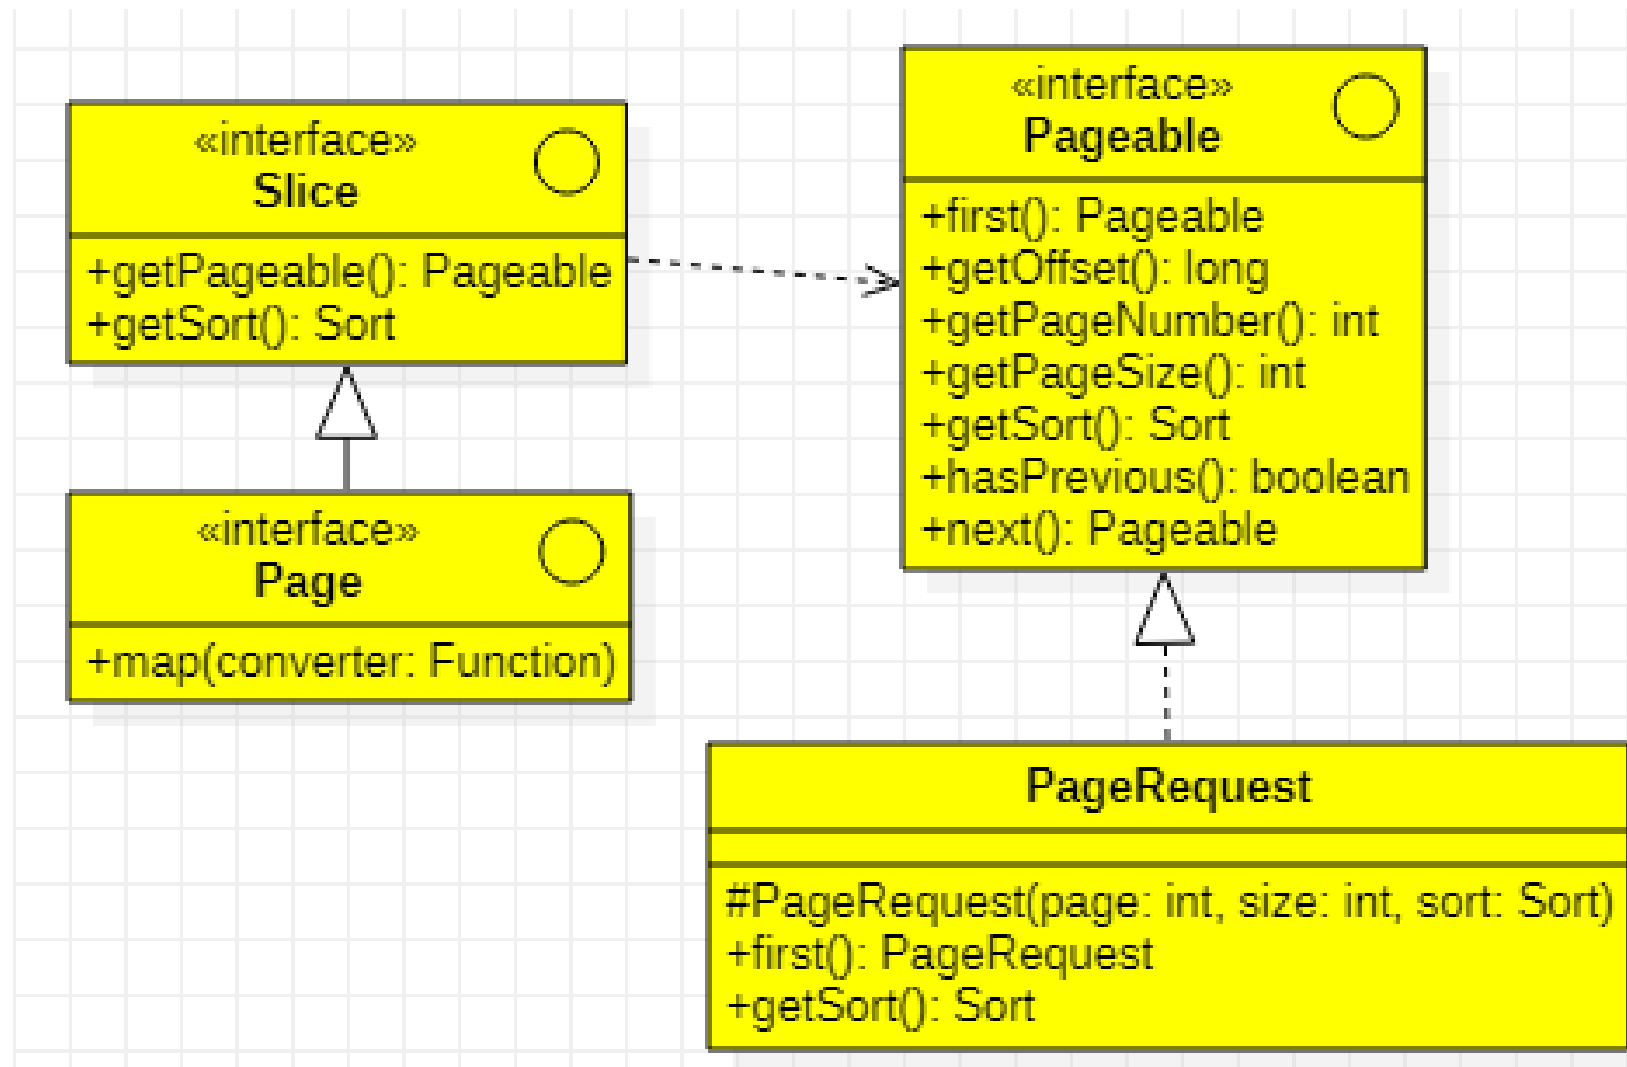 «interface»
Slice
+getPageable(): Pageable
+getSort(): Sort
«interface»
Page
+map(converter: Function)
«interface»
Pageable
+first(): Pageable
+getOffset(): long
+getPageNumber(): int
+getPageSize(): int
+getSort(): Sort
+hasPrevious(): boolean
+next(): Pageable
PageRequest
#PageRequest(page: int, size: int, sort: Sort)
+first(): PageRequest
+getSort(): Sort